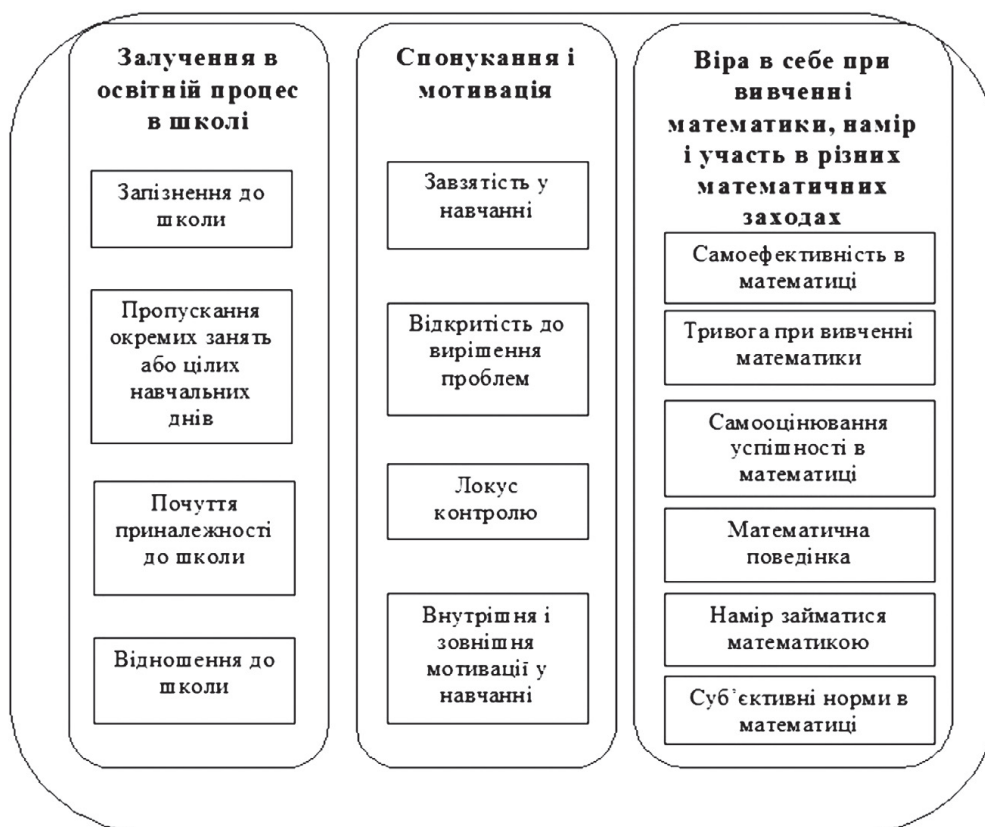 Залучення в
освітній процес
в школі
Запізнення до
школи
Пропускання
окремих занять
або цілих
навчальних
днів
Почуття
приналежності
до школи
Відношення до
школи
Спонукання і
мотивація
Завзятість у
навчанні
Відкритість до
вирішення
проблем
Локус
контролю
Внутрішня і
зовнішня
мотивації у
навчанні
Віра в себе при
вивченні
математики, намір
і участь в різних
математичних
заходах
Самоефективність в
математиці
Тривога при вивченні
математики
Самооцінювання
успішності в
математиці
Математична
поведінка
Намір займатися
математикою
Суб’єктивні норми в
математиці